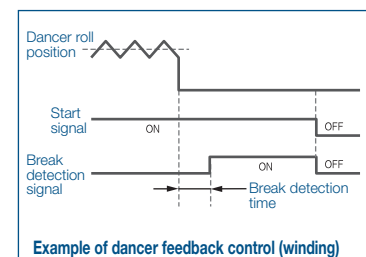 Dancer roll
position
Start
signal
ON
OFF
Break
detection
signal
ON
OFF
Break detection
time
Example of dancer feedback control (winding)